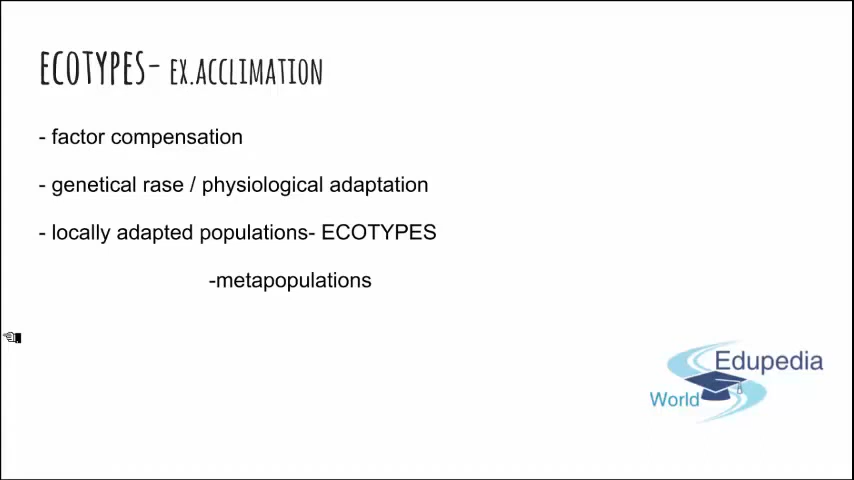 ECOTYPES- EX.ACCLIMATION
- factor compensation
- genetical rase / physiological adaptation
- locally adapted populations- ECOTYPES
-metapopulations
Edupedia
World